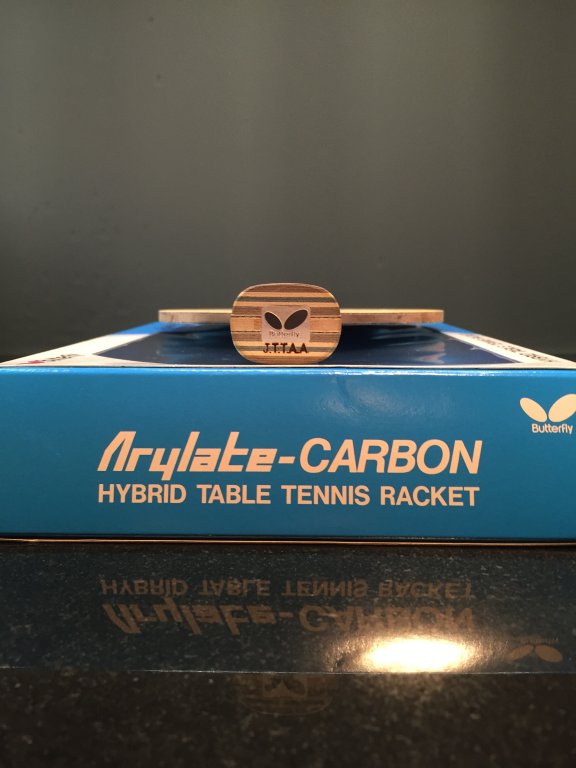 Butterfly
J.T.T.A.A
Arylate-CARBON
HYBRID TABLE TENNIS RACKET
Butterfly